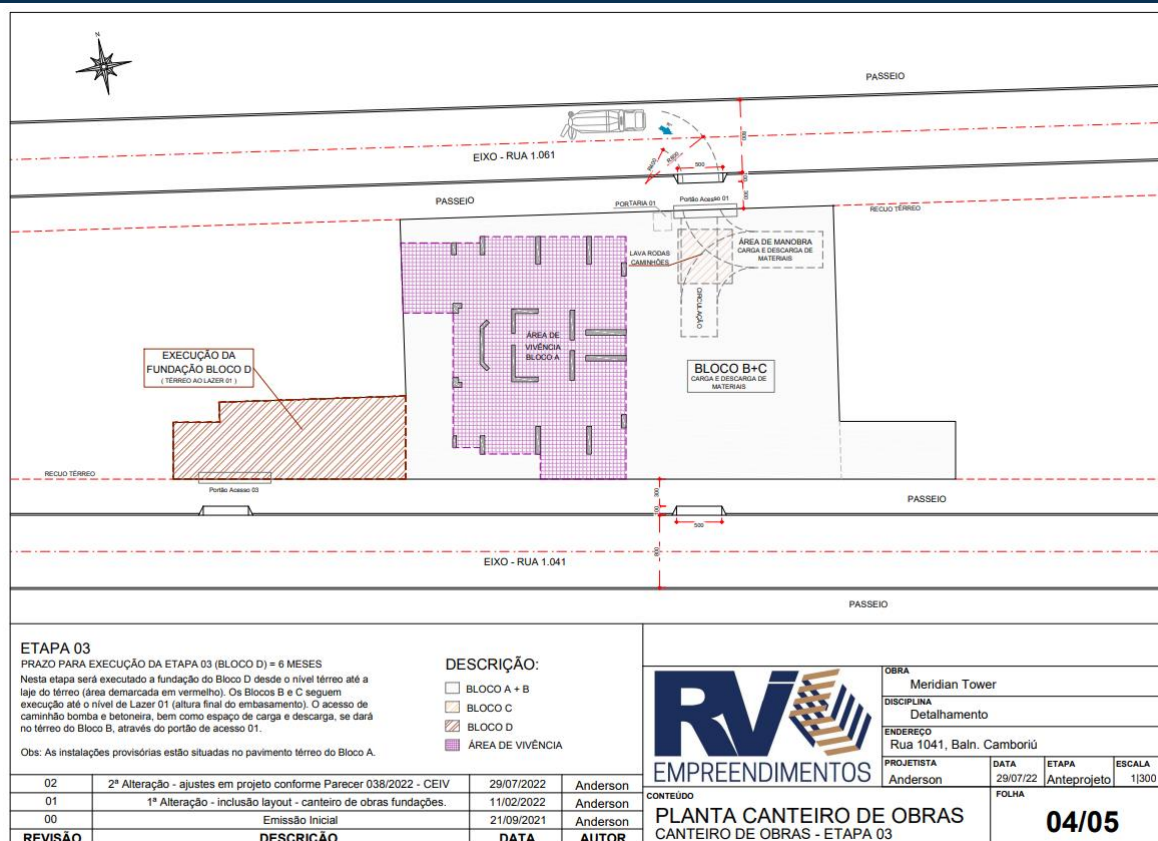 N
PASSEIO
EIXO - RUA 1.061
R800
500
PASSEIO
PORTARIA 01
Portão Acesso 01
RECUO TÉRREO
LAVA RODAS
CAMINHÕES
ÁREA DE MANOBRA
CARGA E DESCARGA DE
MATERIAIS
CIRCULAÇÃO
ÁREA DE
VIVÊNCIA
BLOCO A
EXECUÇÃO DA
FUNDAÇÃO BLOCO D
( TÉRREO AO LAZER 01 )
BLOCO B+C
CARGA E DESCARGA DE
MATERIAIS
RECUO TÉRREO
Portão Acesso 03
PASSEIO
500
EIXO - RUA 1.041
PASSEIO
ETAPA 03
PRAZO PARA EXECUÇÃO DA ETAPA 03 (BLOCO D) = 6 MESES
Nesta etapa será executado a fundação do Bloco D desde o nível térreo até a
laje do térreo (área demarcada em vermelho). Os Blocos B e C seguem
execução até o nível de Lazer 01 (altura final do embasamento). O acesso de
caminhão bomba e betoneira, bem como espaço de carga e descarga, se dará
no térreo do Bloco B, através do portão de acesso 01.
Obs: As instalações provisórias estão situadas no pavimento térreo do Bloco A.
DESCRIÇÃO:
BLOCO A + B
BLOCO C
BLOCO D
ÁREA DE VIVÊNCIA
02 2ª Alteração - ajustes em projeto conforme Parecer 038/2022 - CEIV 29/07/2022 Anderson
01 1ª Alteração - inclusão layout - canteiro de obras fundações. 11/02/2022 Anderson
00 Emissão Inicial 21/09/2021 Anderson
REVISÃO DESCRIÇÃO DATA AUTOR
RV
EMPREENDIMENTOS
OBRA
Meridian Tower
DISCIPLINA
Detalhamento
ENDEREÇO
Rua 1041, Baln. Camboriú
PROJETISTA DATA ETAPA ESCALA
Anderson 29/07/22 Anteprojeto 1|300
CONTEÚDO
PLANTA CANTEIRO DE OBRAS
CANTEIRO DE OBRAS - ETAPA 03
FOLHA
04/05